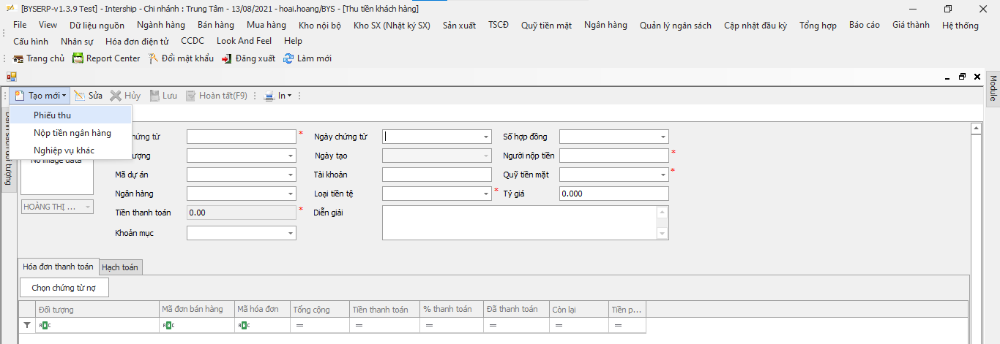 [BYSERP-v1.3.9 Test] - Intership - Chi nhánh : Trung Tâm - 13/08/2021 - hoai.hoang/BYS - [Thu tiền khách hàng]
File View Dữ liệu nguồn Ngành hàng Bán hàng Mua hàng Kho nội bộ Kho SX (Nhật ký SX) Sản xuất TSCĐ Quỹ tiền mặt Ngân hàng Quản lý ngân sách Cập nhật đầu kỳ Tổng hợp Báo cáo Giá thành Hệ thống
Cấu hình Nhân sự Hóa đơn điện tử CCDC Look And Feel Help
Trang chủ Report Center Đổi mật khẩu Đăng xuất Làm mới
Module
Tạo mới Sửa Hủy Lưu Hoàn tất(F9) In
Phiếu thu
Nộp tiền ngân hàng
Nghiệp vụ khác
tượng
hứng từ * Ngày chứng từ Số hợp đồng
ượng Ngày tạo Người nộp tiền *
No image data
Mã dự án Tài khoản Quỹ tiền mặt *
Ngân hàng Loại tiền tệ * Tỷ giá 0.000
HOÀNG THỊ ...
Tiền thanh toán 0.00 * Diễn giải
Khoản mục
Hóa đơn thanh toán Hạch toán
Chọn chứng từ nợ
Đối tượng Mã đơn bán hàng Mã hóa đơn Tổng cộng Tiền thanh toán % thanh toán Đã thanh toán Còn lại Tiền p...
ABC ABC ABC = = = = = =